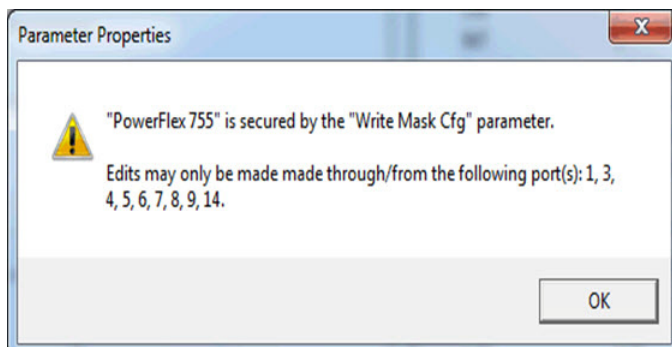 Parameter Properties
"PowerFlex 755" is secured by the "Write Mask Cfg" parameter.
Edits may only be made made through/from the following port(s): 1, 3,
4, 5, 6, 7, 8, 9, 14.
OK